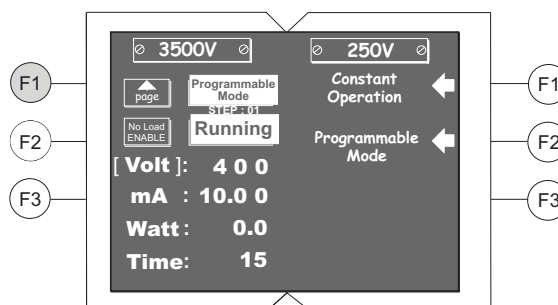 3500V
250V
F1
page
Programmable
Mode
STEP : 01
Constant
Operation
F1
F2
No Load
ENABLE
Running
Programmable
Mode
F2
[ Volt ]: 4 0 0
F3
mA : 10.0 0
F3
Watt : 0.0
Time: 15